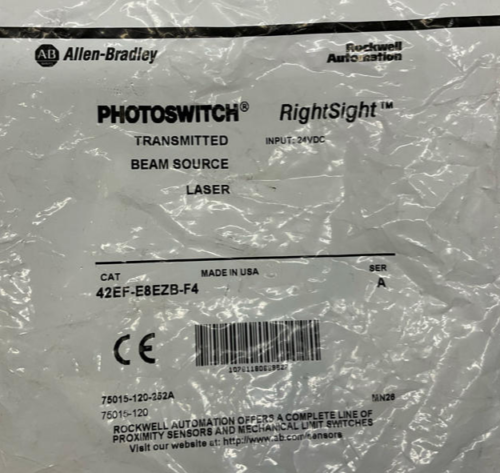 AB Allen-Bradley
Rockwell
Automation
PHOTOSWITCH® RightSight™
TRANSMITTED INPUT: 24VDC
BEAM SOURCE
LASER
CAT MADE IN USA SER
42EF-E8EZB-F4 A
CE
75015-120-252A MN26
75015-120
ROCKWELL AUTOMATION OFFERS A COMPLETE LINE OF
PROXIMITY SENSORS AND MECHANICAL LIMIT SWITCHES
Visit our website at: http://www.ab.com/sensors